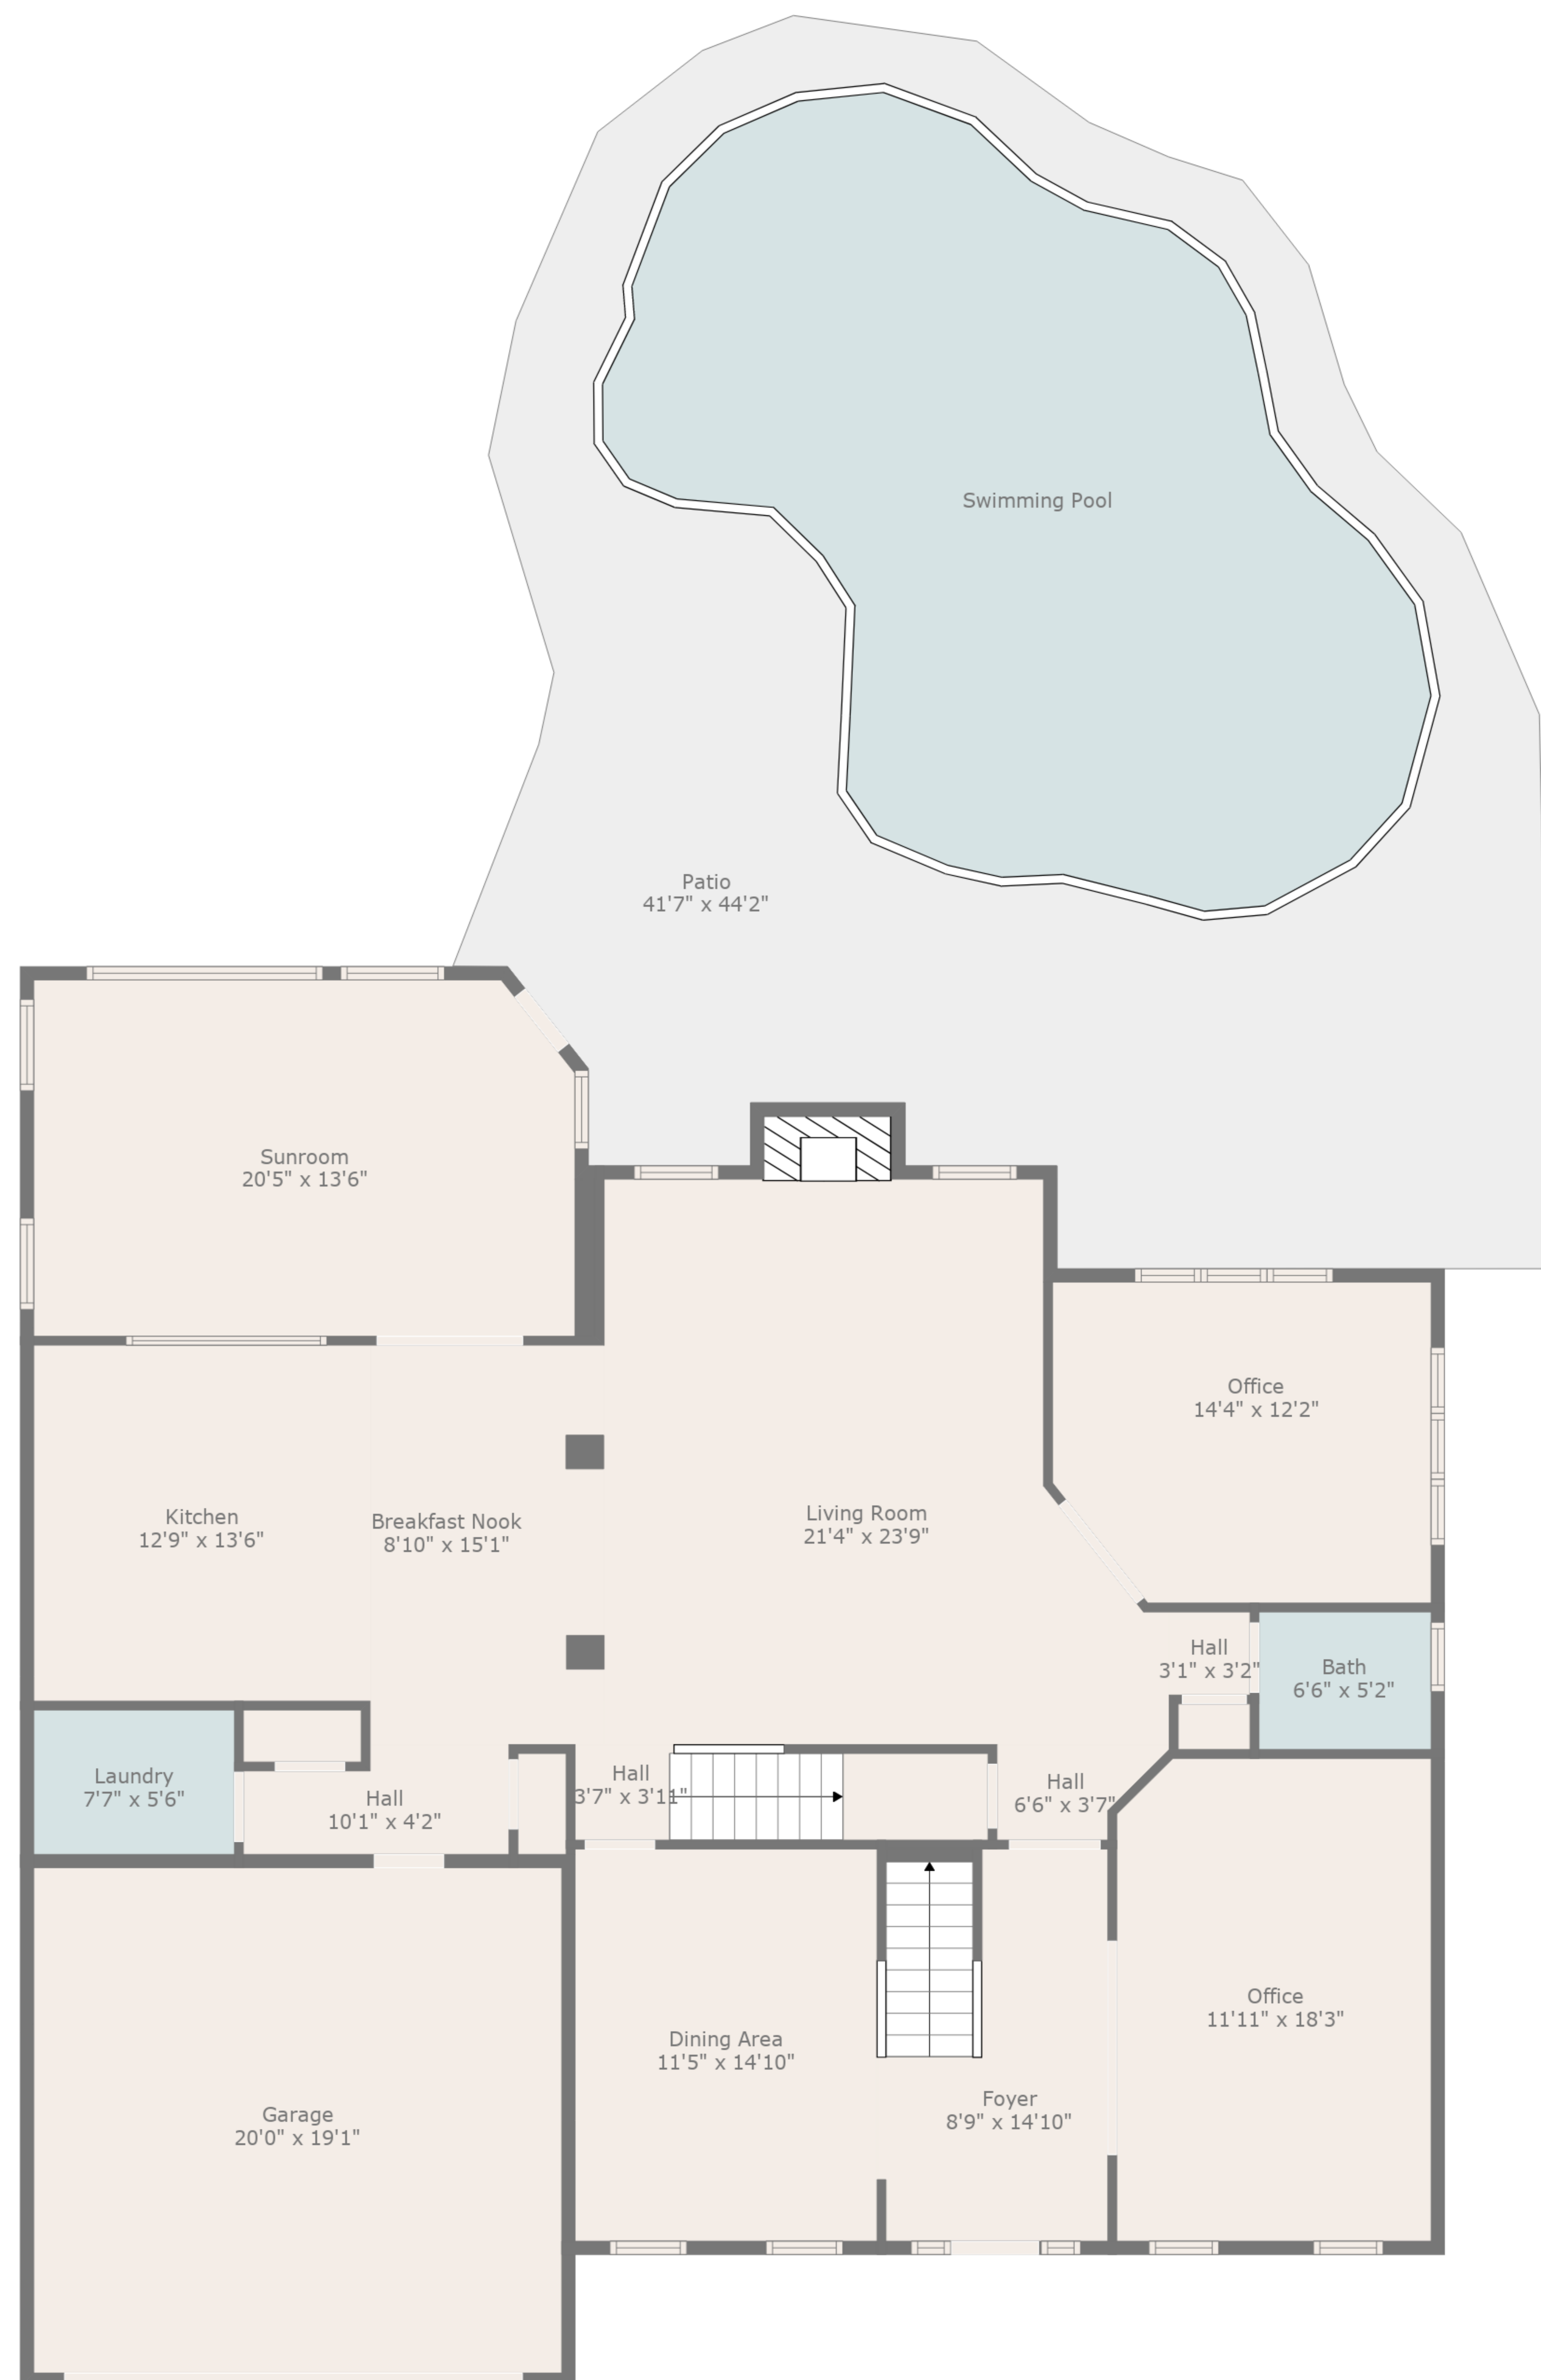 Swimming Pool
Patio
41'7" x 44'2"
Sunroom
20'5" x 13'6"
Office
14'4" x 12'2"
Kitchen
12'9" x 13'6"
Breakfast Nook
8'10" x 15'1"
Living Room
21'4" x 23'9"
Hall
3'1" x 3'2"
Bath
6'6" x 5'2"
Laundry
7'7" x 5'6"
Hall
10'1" x 4'2"
Hall
3'7" x 3'11"
Hall
6'6" x 3'7"
Office
11'11" x 18'3"
Dining Area
11'5" x 14'10"
Foyer
8'9" x 14'10"
Garage
20'0" x 19'1"